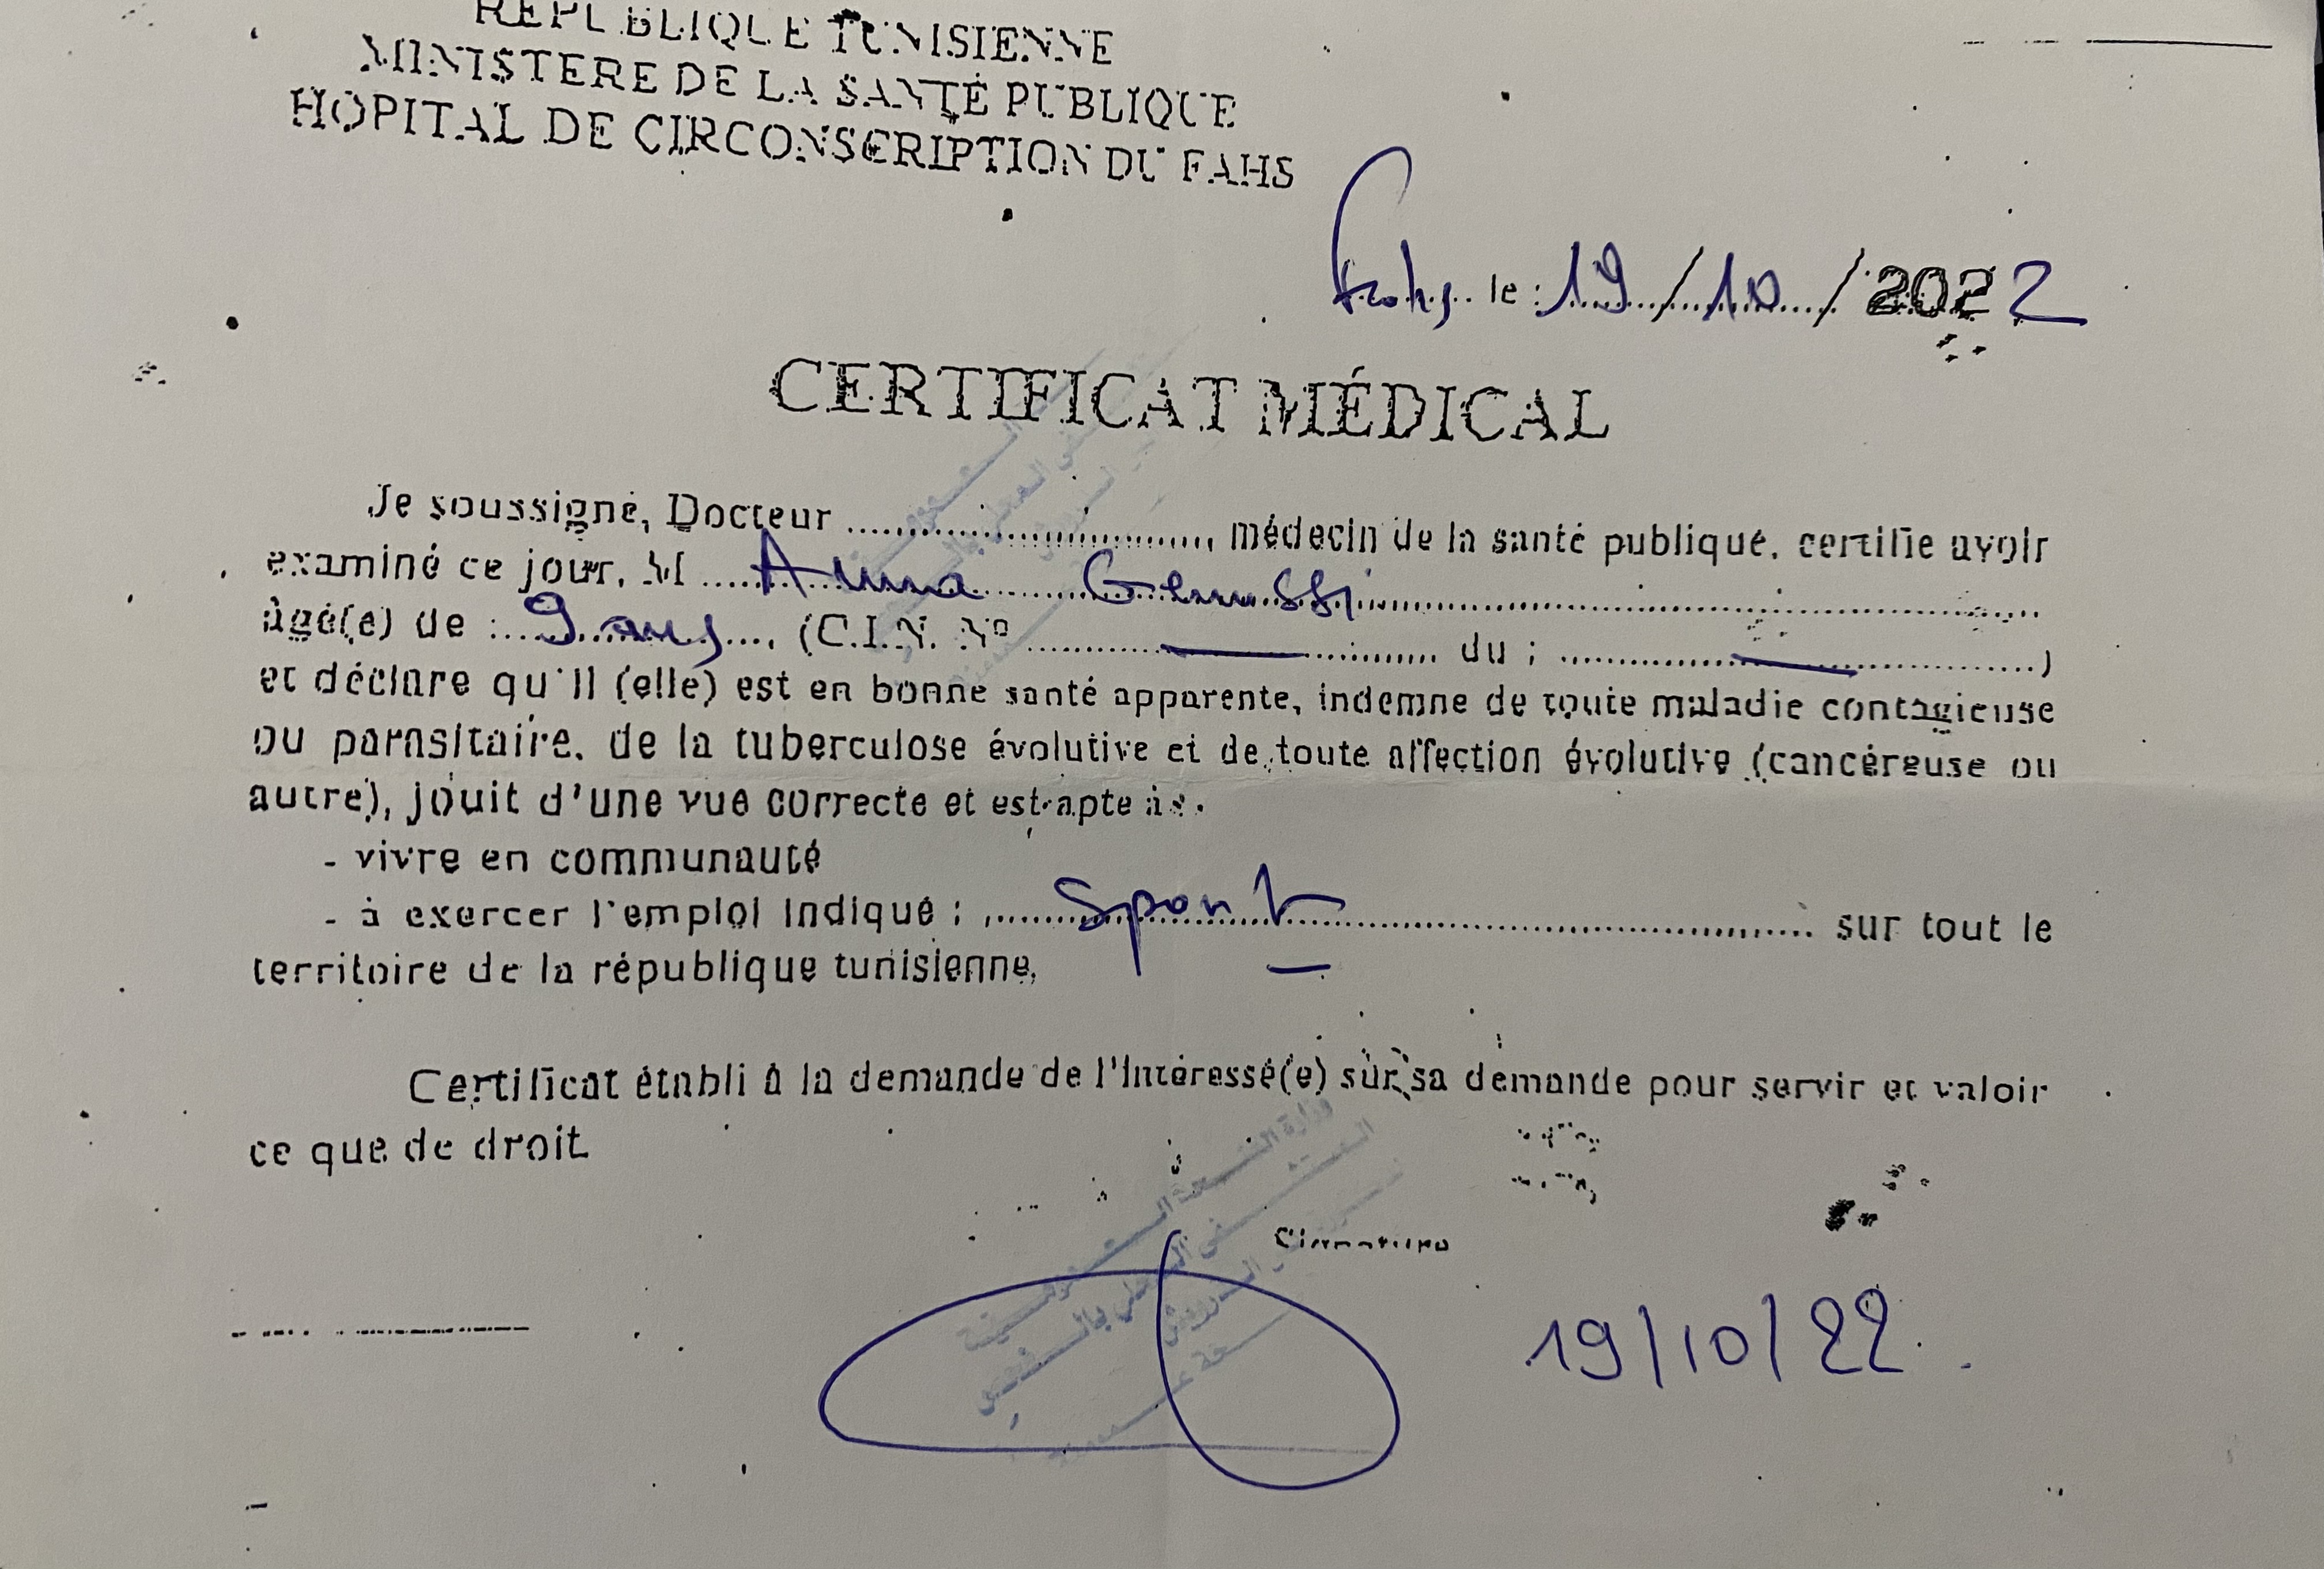 REPUBLIQUE TUNISIENNE
MINISTERE DE LA SANTÉ PUBLIQUE
HOPITAL DE CIRCONSCRIPTION DU FAHS
Fahs le : 19 / 10 / 2022
CERTIFICAT MÉDICAL
Je soussigné, Docteur ........................, médecin de la santé publique, certifie avoir
examiné ce jour, M ..... .....
âgé(e) de : 9 ans, (C.I.N. Nº ........................ du ; ........................)
et déclare qu'il (elle) est en bonne santé apparente, indemne de toute maladie contagieuse
ou parasitaire, de la tuberculose évolutive et de toute affection évolutive (cancéreuse ou
autre), jouit d'une vue correcte et est apte à :
- vivre en communauté
- à exercer l'emploi indiqué : Sport ........................ sur tout le
territoire de la république tunisienne,
Certificat établi à la demande de l'intéressé(e) sur sa demande pour servir et valoir
ce que de droit
Signature
19/10/22